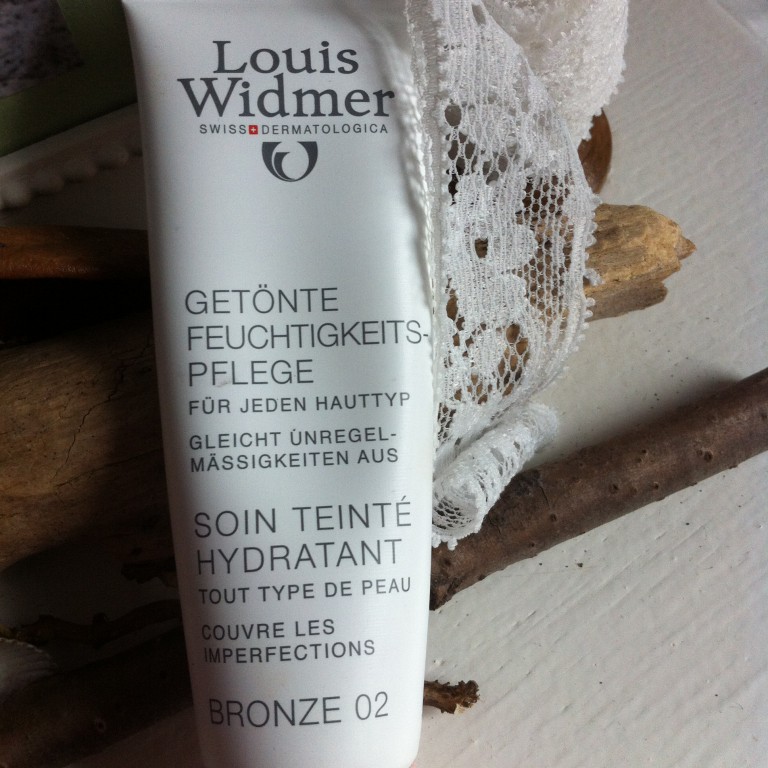 Louis
Widmer
SWISS DERMATOLOGICA
GETÖNTE
FEUCHTIGKEITS-
PFLEGE
FÜR JEDEN HAUTTYP
GLEICHT UNREGEL-
MÄSSIGKEITEN AUS
SOIN TEINTÉ
HYDRATANT
TOUT TYPE DE PEAU
COUVRE LES
IMPERFECTIONS
BRONZE 02